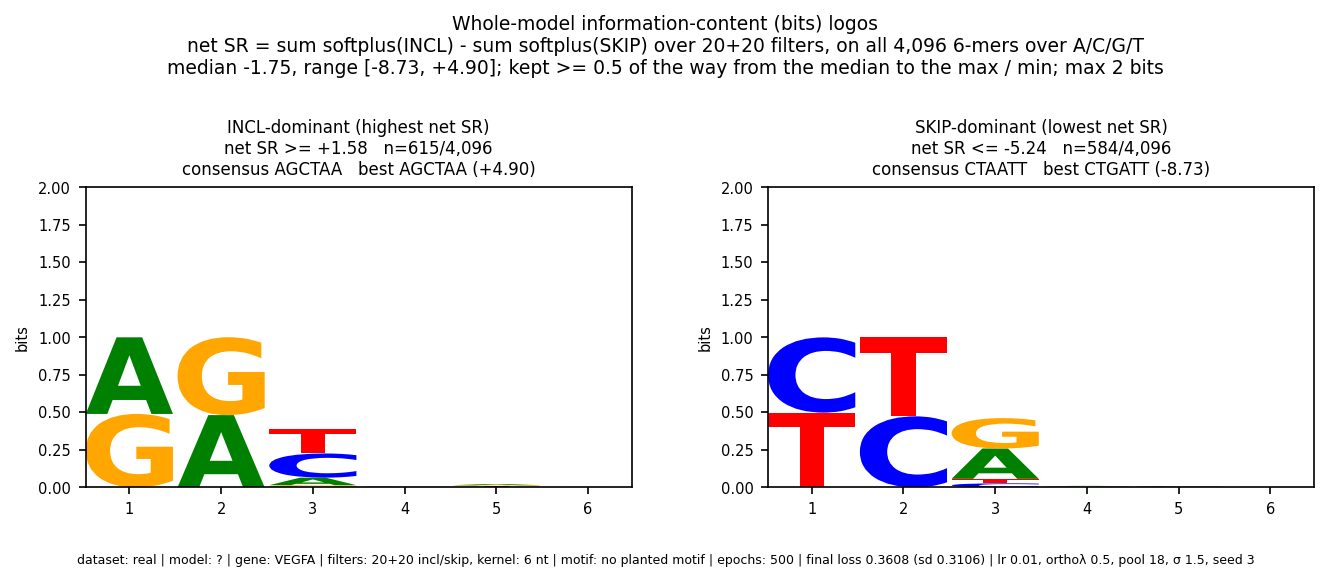 Whole-model information-content (bits) logos
net SR = sum softplus(INCL) - sum softplus(SKIP) over 20+20 filters, on all 4,096 6-mers over A/C/G/T
median -1.75, range [-8.73, +4.90]; kept >= 0.5 of the way from the median to the max / min; max 2 bits
INCL-dominant (highest net SR)
net SR >= +1.58   n=615/4,096
consensus AGCTAA   best AGCTAA (+4.90)
2.00
1.75
1.50
1.25
1.00
0.75
0.50
0.25
0.00
bits
A G
G A T
C
A
1 2 3 4 5 6
SKIP-dominant (lowest net SR)
net SR <= -5.24   n=584/4,096
consensus CTAATT   best CTGATT (-8.73)
2.00
1.75
1.50
1.25
1.00
0.75
0.50
0.25
0.00
bits
C T
T C G
A
T
C
1 2 3 4 5 6
dataset: real | model: ? | gene: VEGFA | filters: 20+20 incl/skip, kernel: 6 nt | motif: no planted motif | epochs: 500 | final loss 0.3608 (sd 0.3106) | lr 0.01, orthoλ 0.5, pool 18, σ 1.5, seed 3